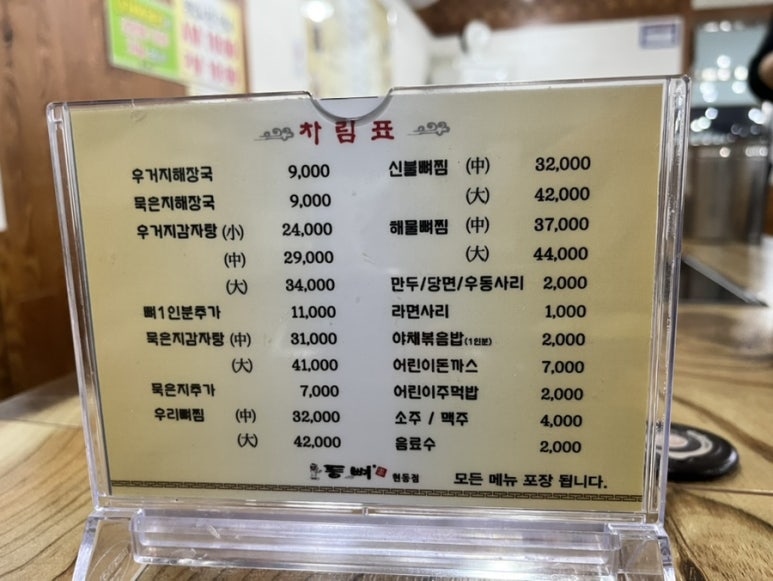 차림표
우거지해장국 9,000
묵은지해장국 9,000
우거지감자탕 (小) 24,000
(中) 29,000
(大) 34,000
뼈1인분추가 11,000
묵은지감자탕 (中) 31,000
(大) 41,000
묵은지추가 7,000
우리뼈찜 (中) 32,000
(大) 42,000
신불뼈찜 (中) 32,000
(大) 42,000
해물뼈찜 (中) 37,000
(大) 44,000
만두/당면/우동사리 2,000
라면사리 1,000
야채볶음밥(1인분) 2,000
어린이돈까스 7,000
어린이주먹밥 2,000
소주 / 맥주 4,000
음료수 2,000
통뼈 현동점
모든 메뉴 포장 됩니다.